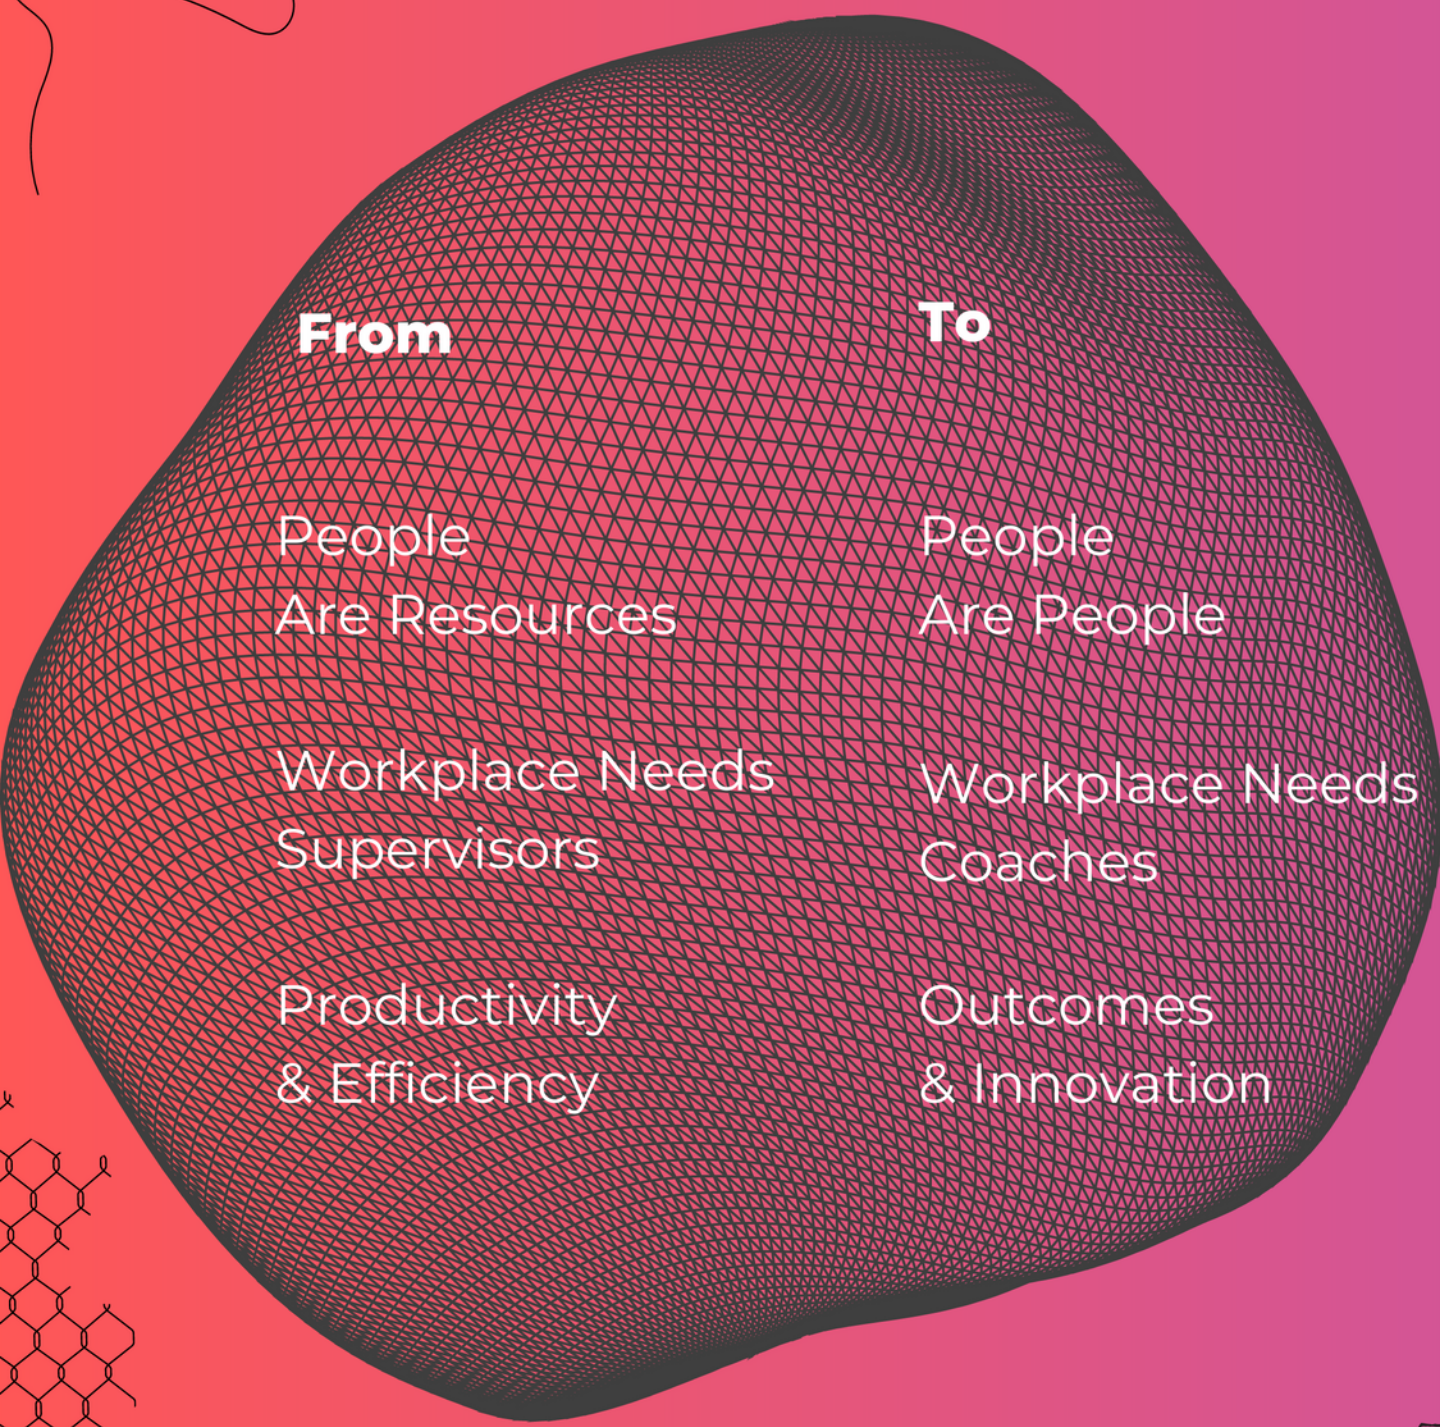 From
People
Are Resources
Workplace Needs
Supervisors
Productivity
& Efficiency
To
People
Are People
Workplace Needs
Coaches
Outcomes
& Innovation